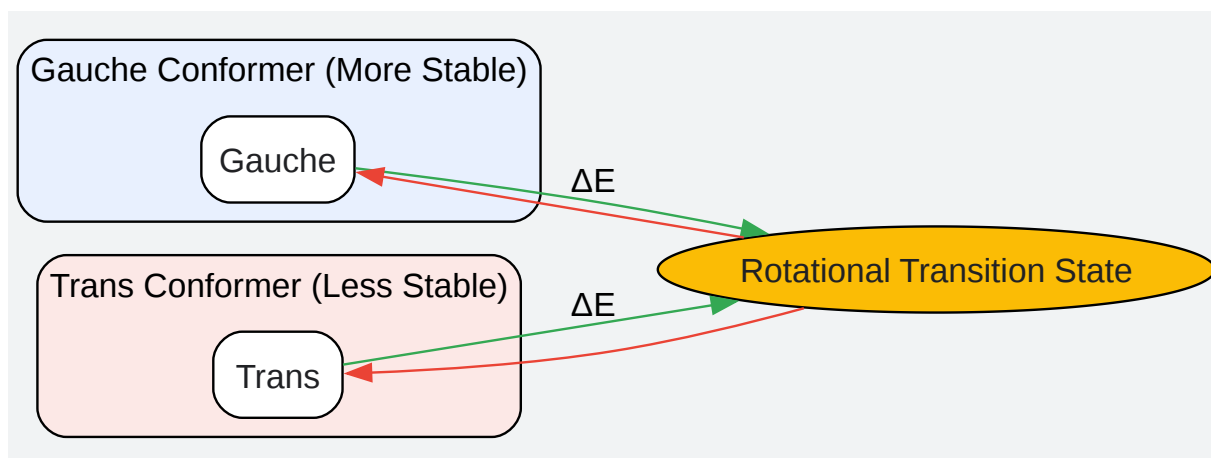 Gauche Conformer (More Stable)
Gauche
ΔE
Rotational Transition State
Trans Conformer (Less Stable)
ΔE
Trans